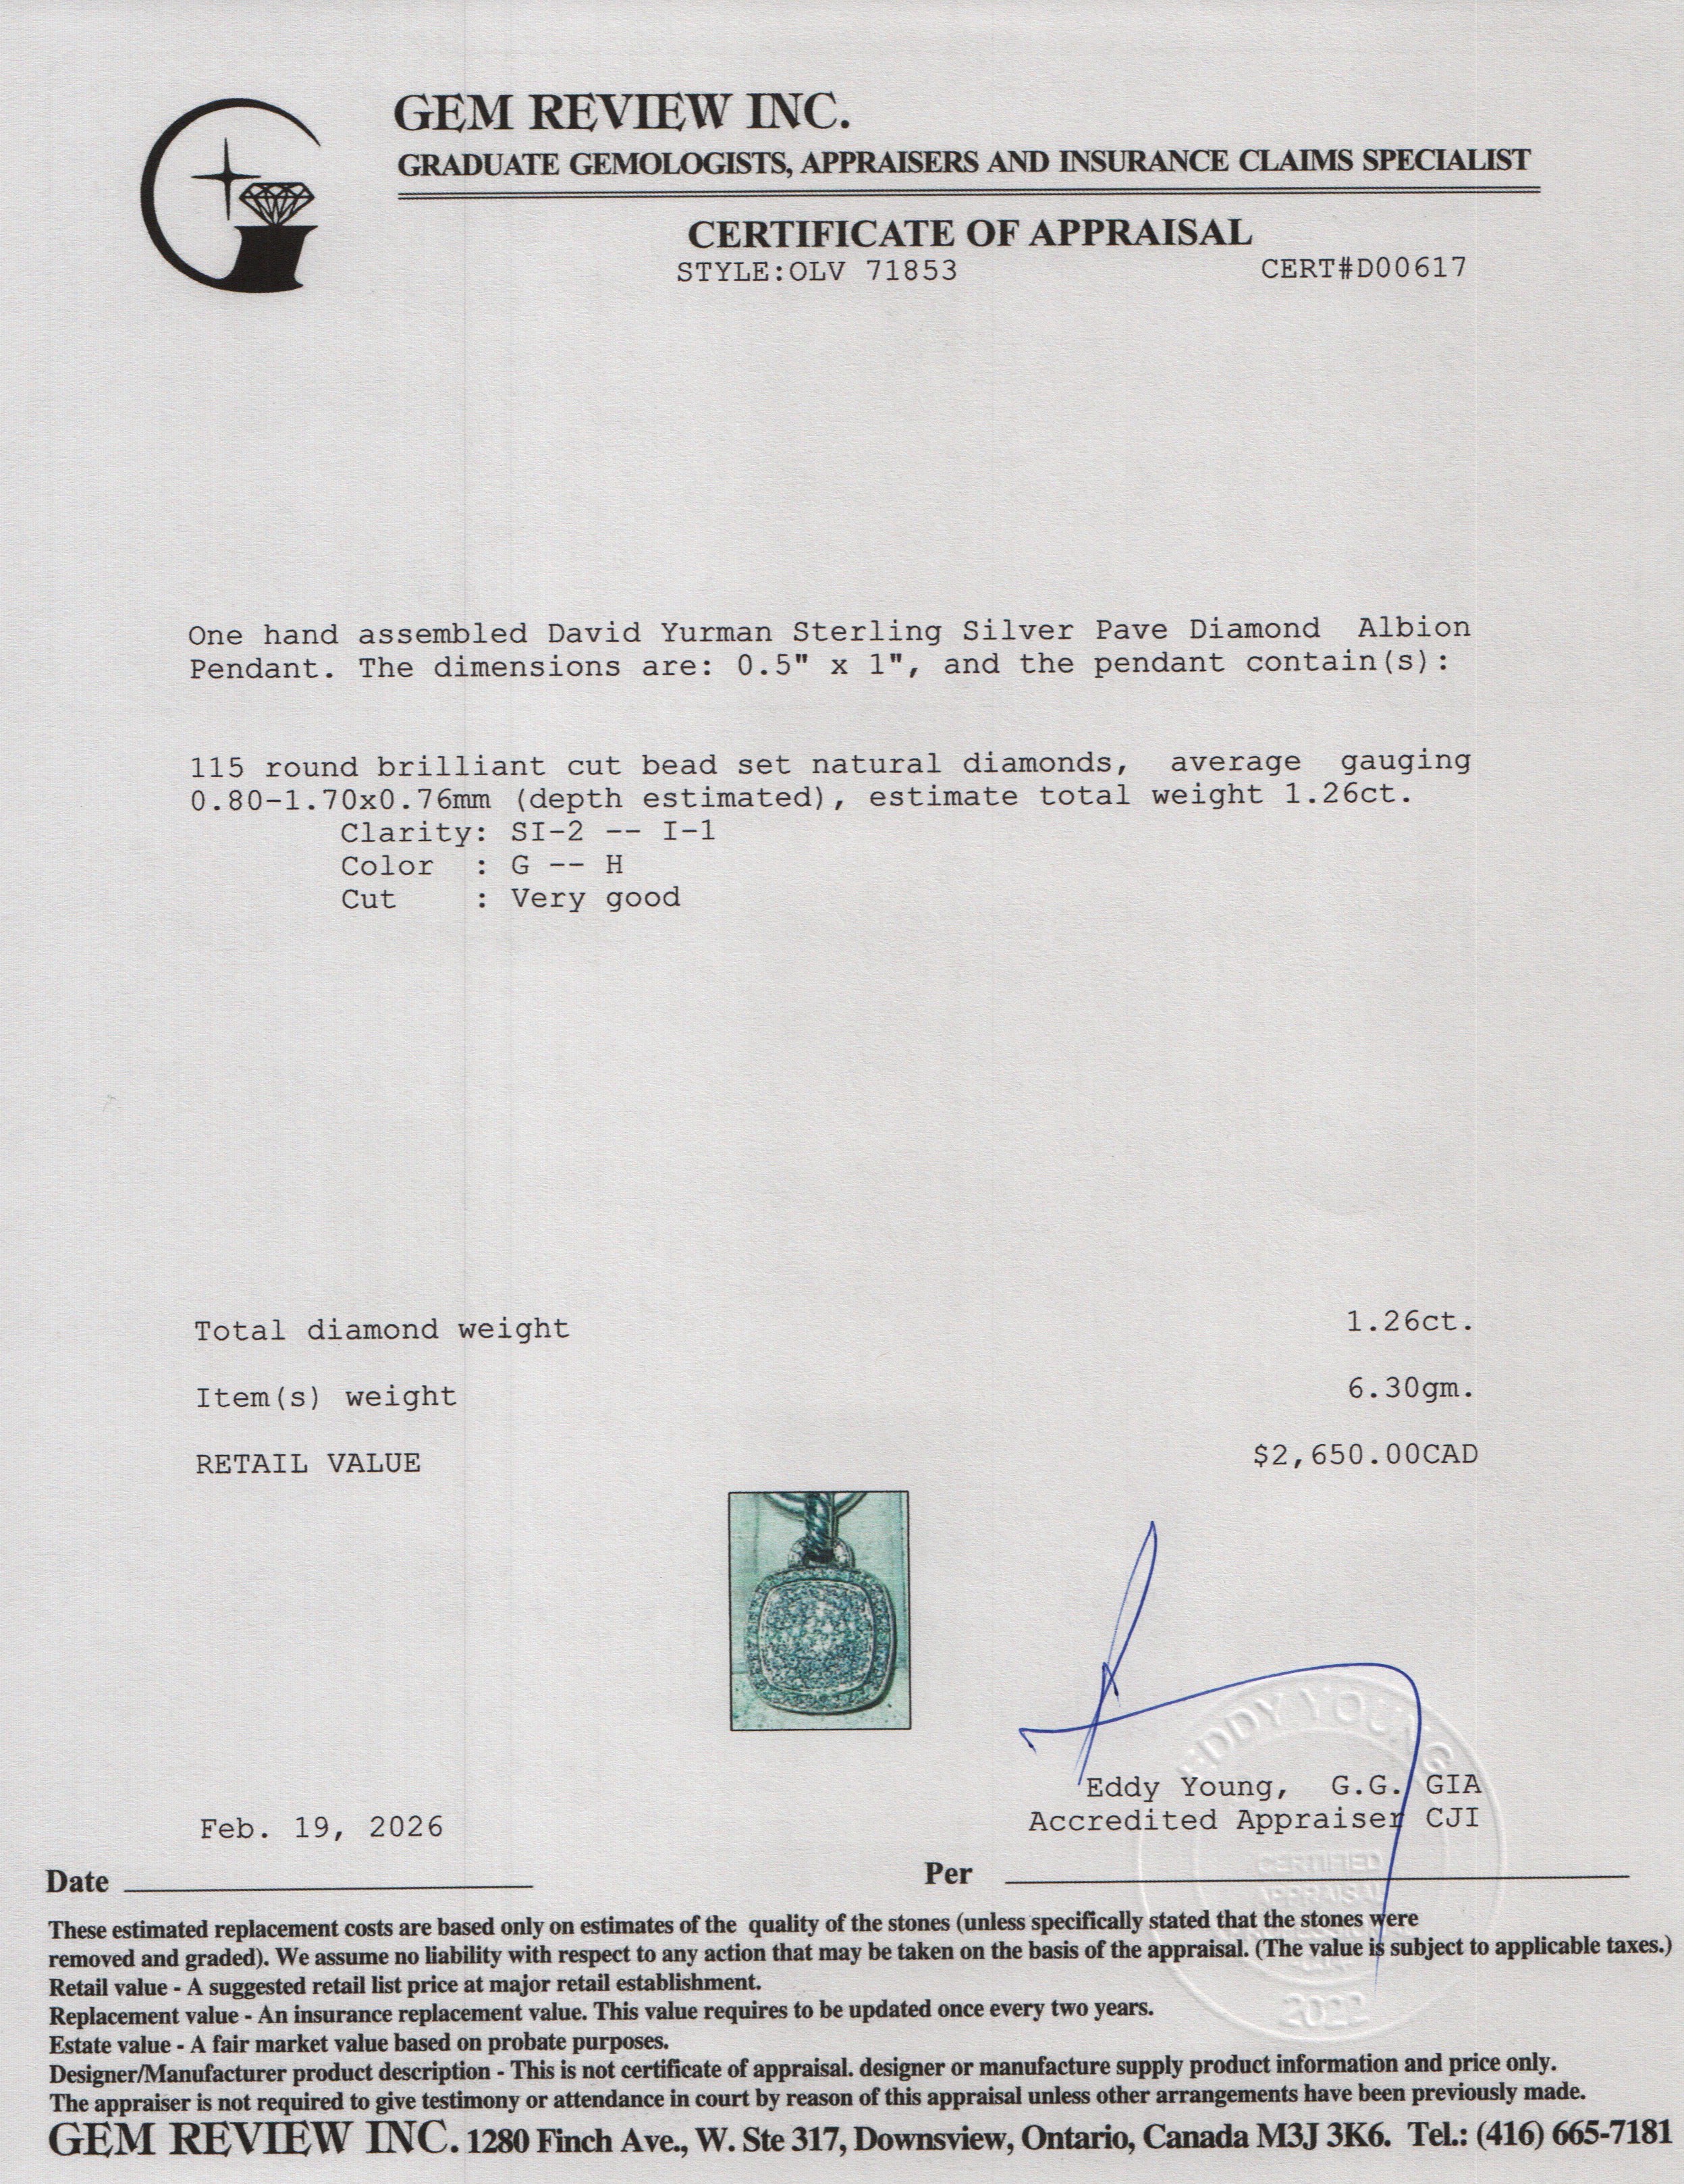 GEM REVIEW INC.
GRADUATE GEMOLOGISTS, APPRAISERS AND INSURANCE CLAIMS SPECIALIST
CERTIFICATE OF APPRAISAL
STYLE:OLV 71853
CERT#D00617
One hand assembled David Yurman Sterling Silver Pave Diamond Albion
Pendant. The dimensions are: 0.5" x 1", and the pendant contain(s):
115 round brilliant cut bead set natural diamonds, average gauging
0.80-1.70x0.76mm (depth estimated), estimate total weight 1.26ct.
Clarity: SI-2 -- I-1
Color : G -- H
Cut : Very good
Total diamond weight 1.26ct.
Item(s) weight 6.30gm.
RETAIL VALUE $2,650.00CAD
EDDY YOUNG
Eddy Young, G.G. GIA
Accredited Appraiser CJI
Feb. 19, 2026
CERTIFIED
APPRAISAL
2022
Date
Per
These estimated replacement costs are based only on estimates of the quality of the stones (unless specifically stated that the stones were
removed and graded). We assume no liability with respect to any action that may be taken on the basis of the appraisal. (The value is subject to applicable taxes.)
Retail value - A suggested retail list price at major retail establishment.
Replacement value - An insurance replacement value. This value requires to be updated once every two years.
Estate value - A fair market value based on probate purposes.
Designer/Manufacturer product description - This is not certificate of appraisal. designer or manufacture supply product information and price only.
The appraiser is not required to give testimony or attendance in court by reason of this appraisal unless other arrangements have been previously made.
GEM REVIEW INC. 1280 Finch Ave., W. Ste 317, Downsview, Ontario, Canada M3J 3K6. Tel.: (416) 665-7181